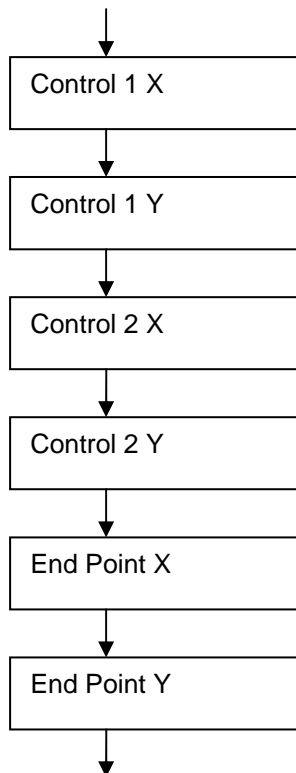 Control 1 X
Control 1 Y
Control 2 X
Control 2 Y
End Point X
End Point Y